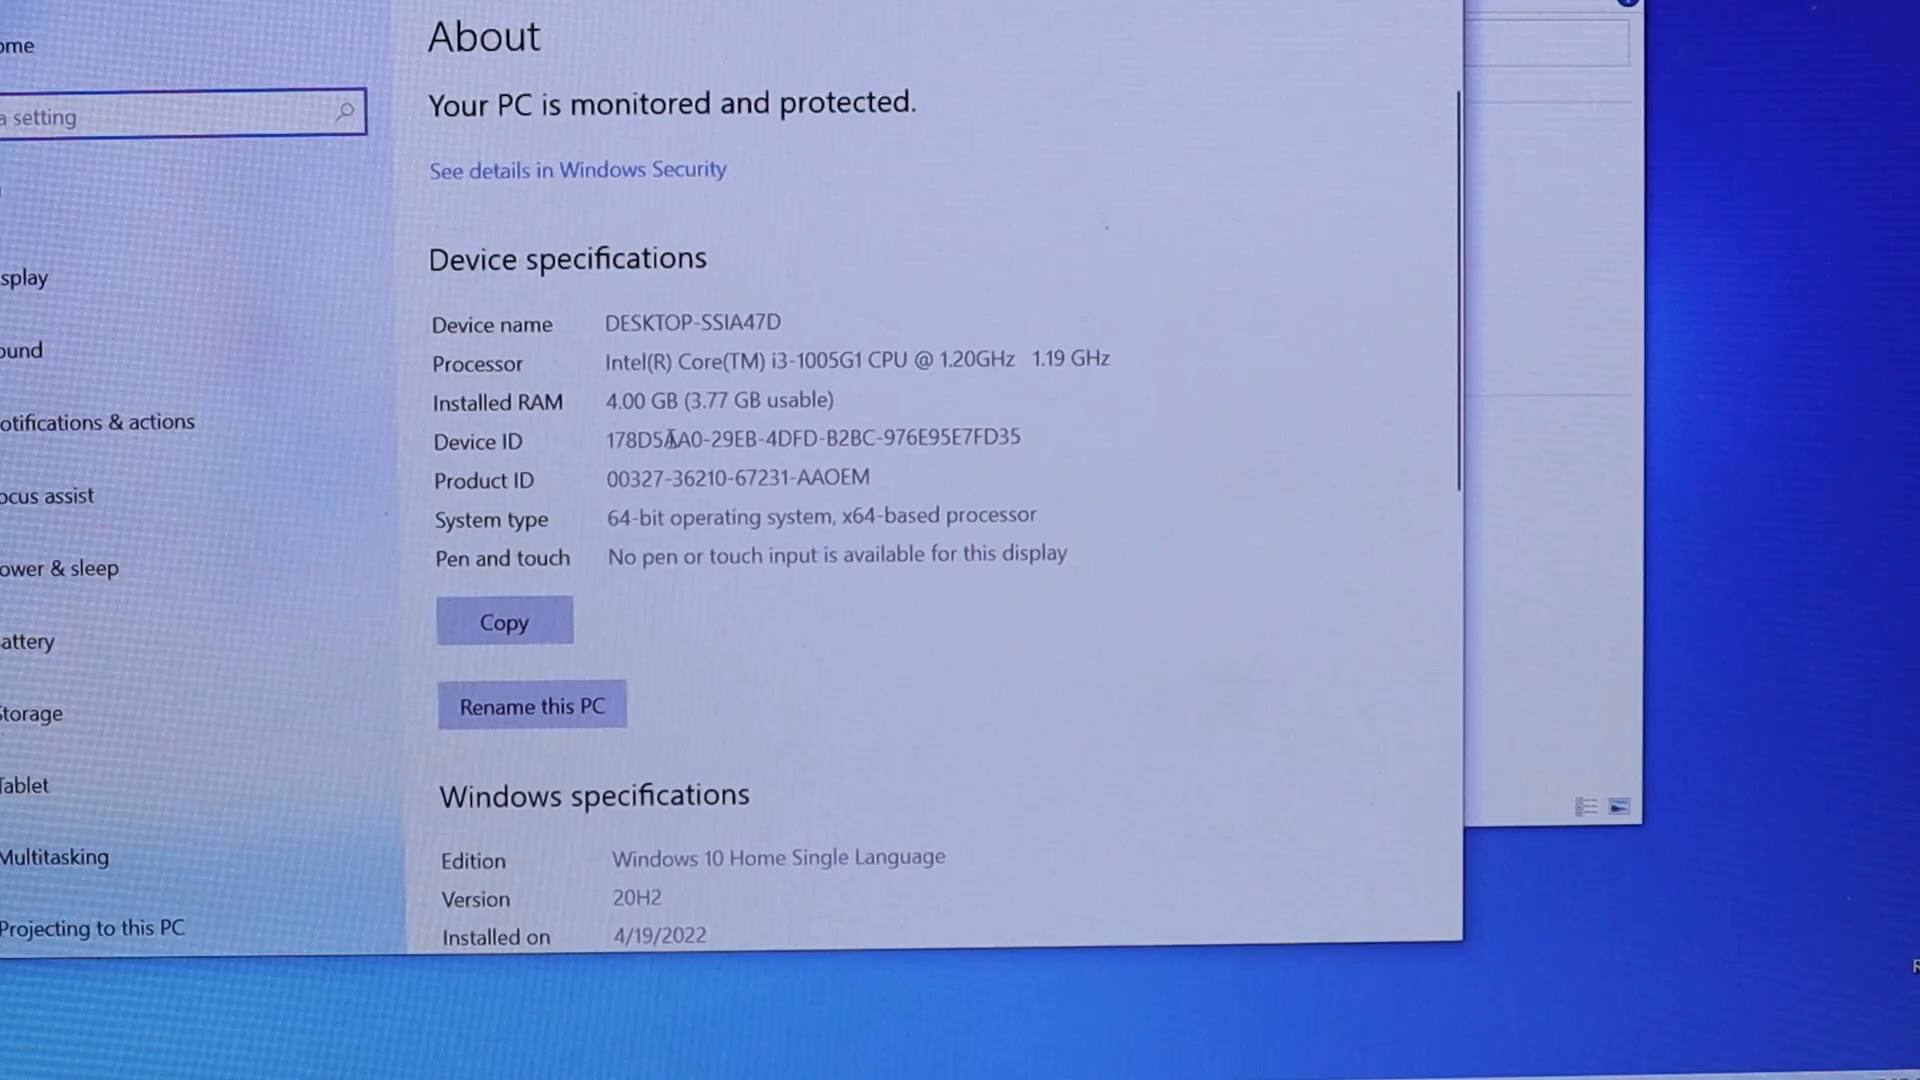 ome
a setting
splay
ound
otifications & actions
ocus assist
ower & sleep
attery
Storage
Tablet
Multitasking
Projecting to this PC
About
Your PC is monitored and protected.
See details in Windows Security
Device specifications
Device name DESKTOP-SSIA47D
Processor Intel(R) Core(TM) i3-1005G1 CPU @ 1.20GHz 1.19 GHz
Installed RAM 4.00 GB (3.77 GB usable)
Device ID 178D5AA0-29EB-4DFD-B2BC-976E95E7FD35
Product ID 00327-36210-67231-AAOEM
System type 64-bit operating system, x64-based processor
Pen and touch No pen or touch input is available for this display
Copy
Rename this PC
Windows specifications
Edition Windows 10 Home Single Language
Version 20H2
Installed on 4/19/2022